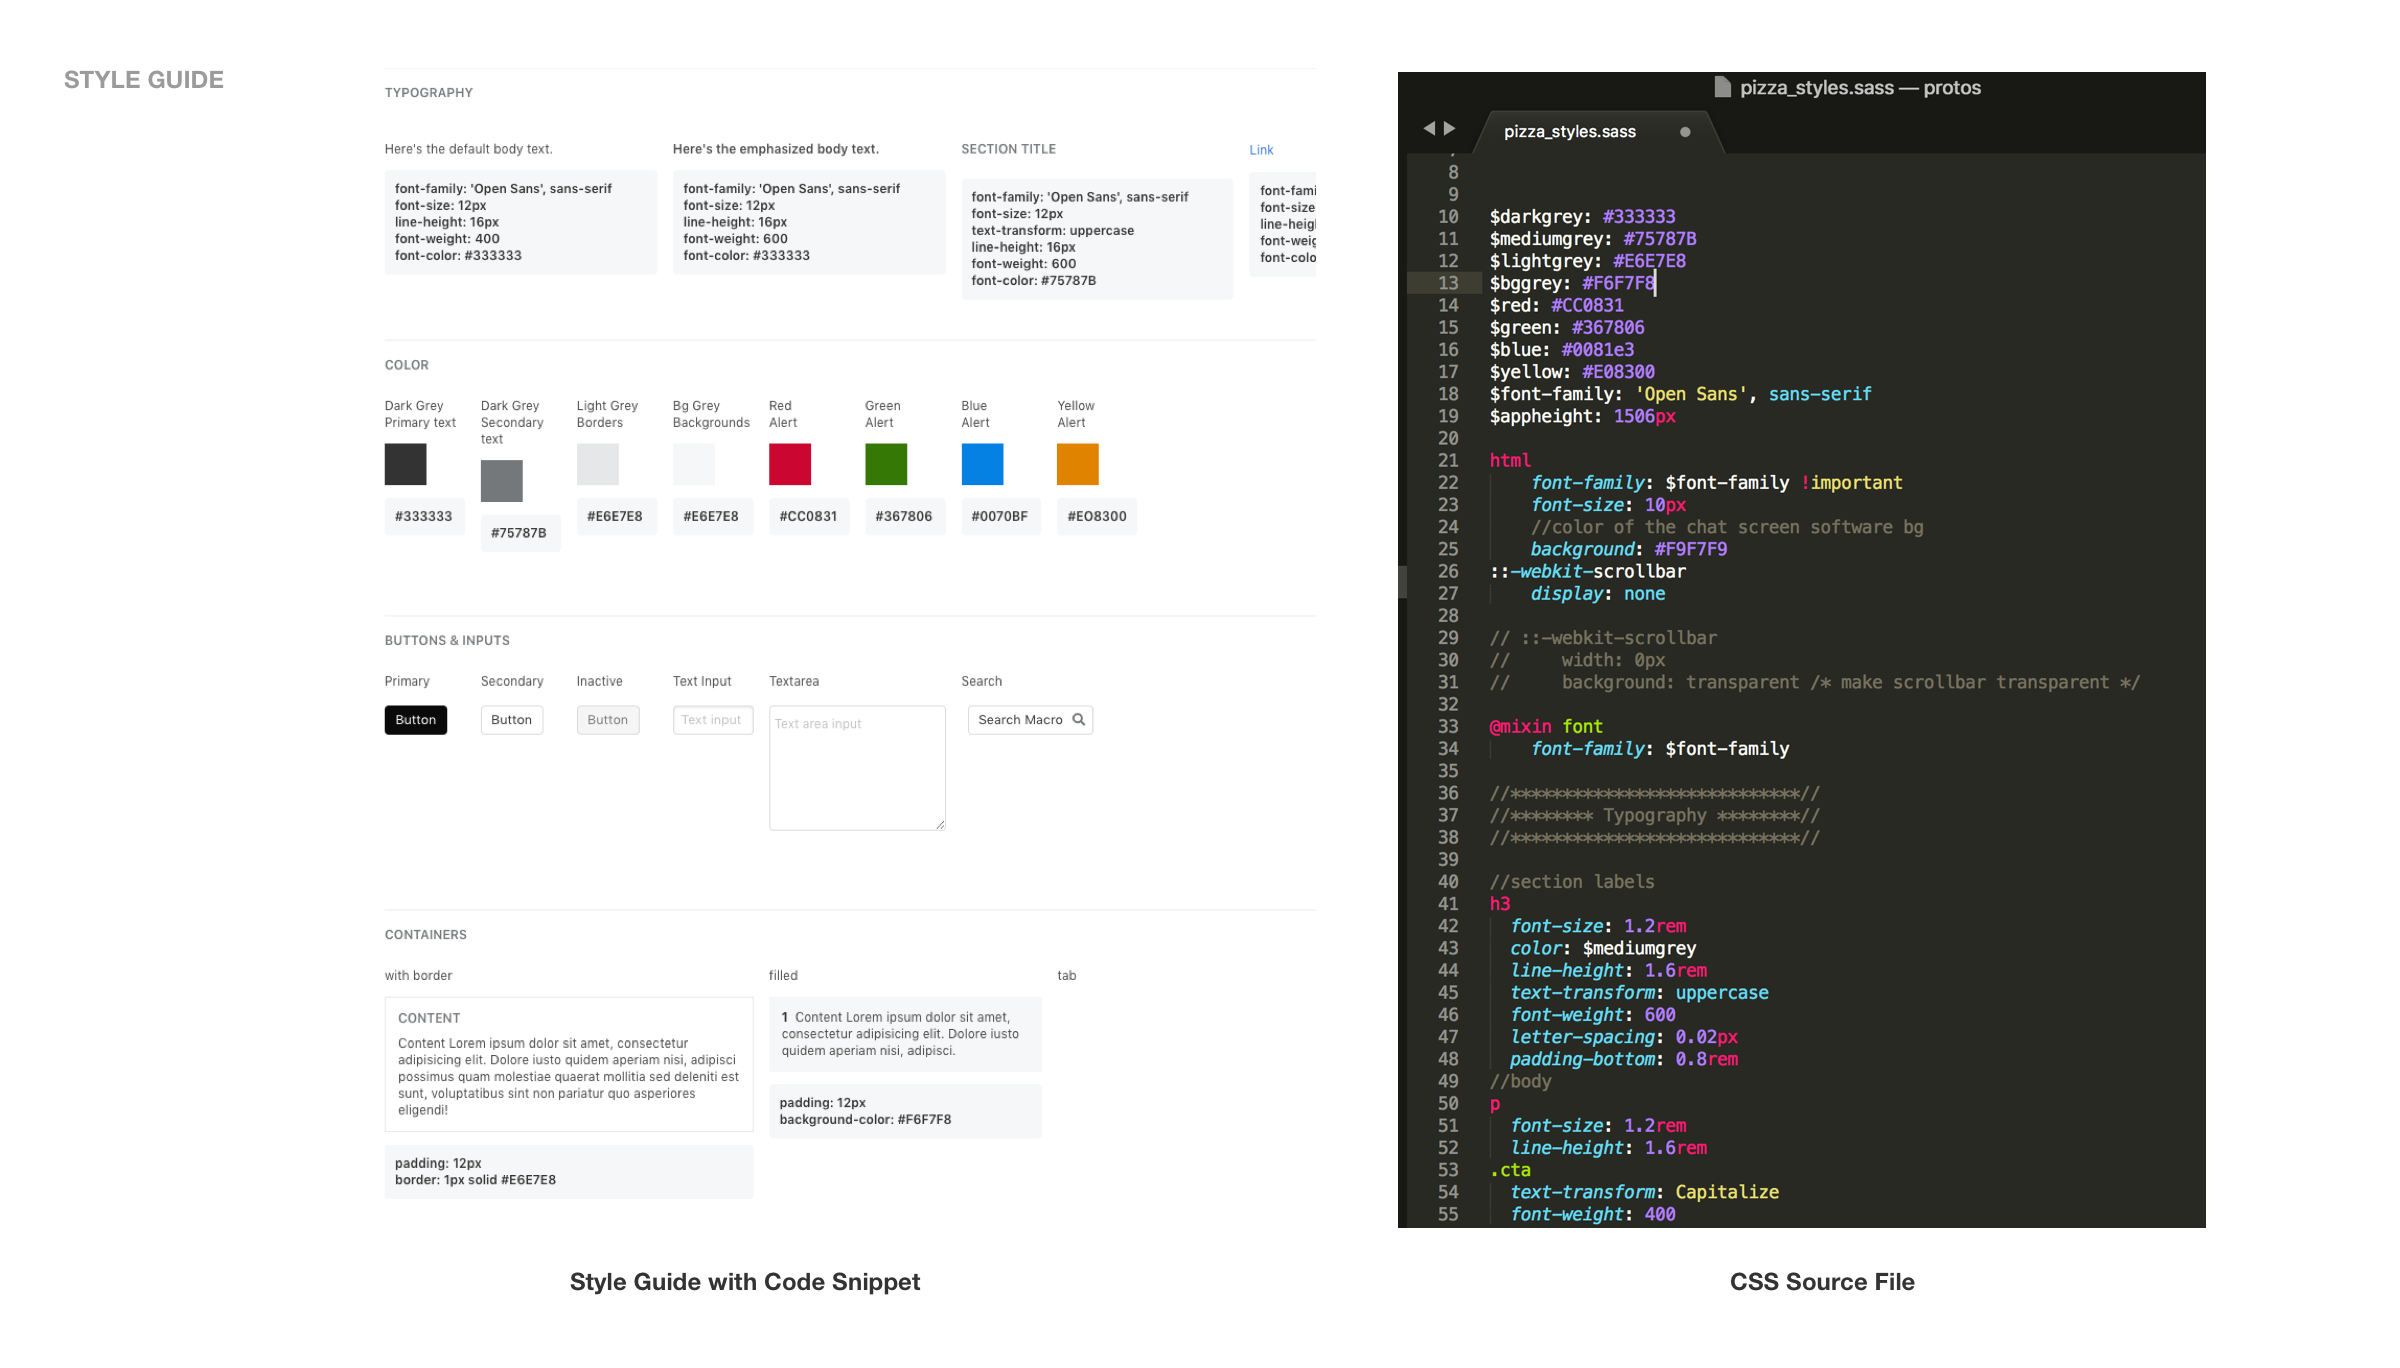 STYLE GUIDE
TYPOGRAPHY
Here's the default body text.
font-family: 'Open Sans', sans-serif
font-size: 12px
line-height: 16px
font-weight: 400
font-color: #333333
Here's the emphasized body text.
font-family: 'Open Sans', sans-serif
font-size: 12px
line-height: 16px
font-weight: 600
font-color: #333333
SECTION TITLE
font-family: 'Open Sans', sans-serif
font-size: 12px
text-transform: uppercase
line-height: 16px
font-weight: 600
font-color: #75787B
Link
font-fami
font-size
line-heig
font-weig
font-colo
COLOR
Dark Grey
Primary text
#333333
Dark Grey
Secondary
text
#75787B
Light Grey
Borders
#E6E7E8
Bg Grey
Backgrounds
#E6E7E8
Red
Alert
#CC0831
Green
Alert
#367806
Blue
Alert
#0070BF
Yellow
Alert
#EO8300
BUTTONS & INPUTS
Primary
Button
Secondary
Button
Inactive
Button
Text Input
Text input
Textarea
Text area input
Search
Search Macro
CONTAINERS
with border
CONTENT
Content Lorem ipsum dolor sit amet, consectetur
adipisicing elit. Dolore iusto quidem aperiam nisi, adipisci
possimus quam molestiae quaerat mollitia sed deleniti est
sunt, voluptatibus sint non pariatur quo asperiores
eligendi!
padding: 12px
border: 1px solid #E6E7E8
filled
1 Content Lorem ipsum dolor sit amet,
consectetur adipisicing elit. Dolore iusto
quidem aperiam nisi, adipisci.
padding: 12px
background-color: #F6F7F8
tab
Style Guide with Code Snippet
pizza_styles.sass — protos
pizza_styles.sass
8
9
10 $darkgrey: #333333
11 $mediumgrey: #75787B
12 $lightgrey: #E6E7E8
13 $bggrey: #F6F7F8
14 $red: #CC0831
15 $green: #367806
16 $blue: #0081e3
17 $yellow: #E08300
18 $font-family: 'Open Sans', sans-serif
19 $appheight: 1506px
20
21 html
22 font-family: $font-family !important
23 font-size: 10px
24 //color of the chat screen software bg
25 background: #F9F7F9
26 ::-webkit-scrollbar
27 display: none
28
29 // ::-webkit-scrollbar
30 // width: 0px
31 // background: transparent /* make scrollbar transparent */
32
33 @mixin font
34 font-family: $font-family
35
36 //****************************//
37 //******** Typography ********//
38 //****************************//
39
40 //section labels
41 h3
42 font-size: 1.2rem
43 color: $mediumgrey
44 line-height: 1.6rem
45 text-transform: uppercase
46 font-weight: 600
47 letter-spacing: 0.02px
48 padding-bottom: 0.8rem
49 //body
50 p
51 font-size: 1.2rem
52 line-height: 1.6rem
53 .cta
54 text-transform: Capitalize
55 font-weight: 400
CSS Source File